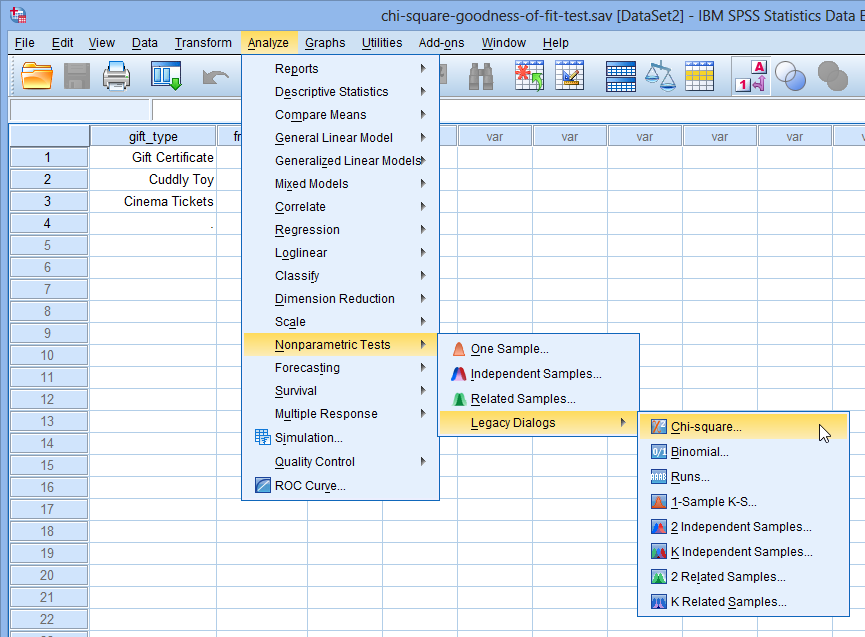 chi-square-goodness-of-fit-test.sav [DataSet2] - IBM SPSS Statistics Data E
File Edit View Data Transform Analyze Graphs Utilities Add-ons Window Help
A
1
gift_type fr var var var var var
1 Gift Certificate
2 Cuddly Toy
3 Cinema Tickets
4 .
5
6
7
8
9
10
11
12
13
14
15
16
17
18
19
20
21
22
Reports
Descriptive Statistics
Compare Means
General Linear Model
Generalized Linear Models
Mixed Models
Correlate
Regression
Loglinear
Classify
Dimension Reduction
Scale
Nonparametric Tests
Forecasting
Survival
Multiple Response
Simulation...
Quality Control
ROC Curve...
One Sample...
Independent Samples...
Related Samples...
Legacy Dialogs
Chi-square...
0/1 Binomial...
AAAB Runs...
1-Sample K-S...
2 Independent Samples...
K Independent Samples...
2 Related Samples...
K Related Samples...